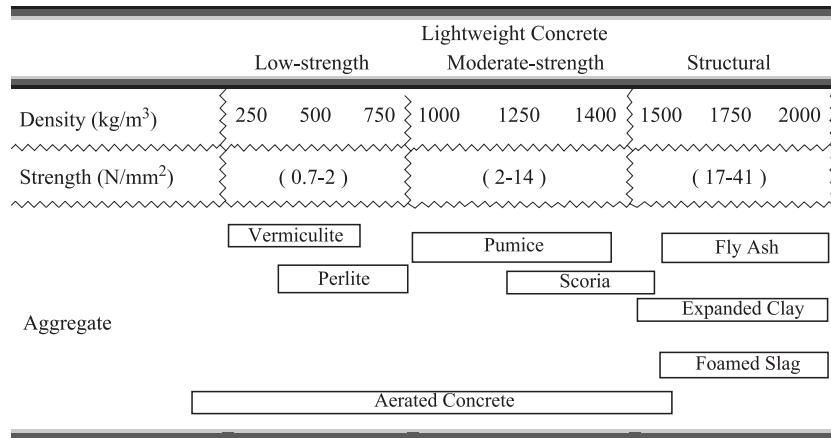 Lightweight Concrete
Low-strength Moderate-strength Structural
Density (kg/m³) 250 500 750 1000 1250 1400 1500 1750 2000
Strength (N/mm²) ( 0.7-2 ) ( 2-14 ) ( 17-41 )
Vermiculite Pumice Fly Ash
Perlite Scoria
Expanded Clay
Aggregate
Foamed Slag
Aerated Concrete